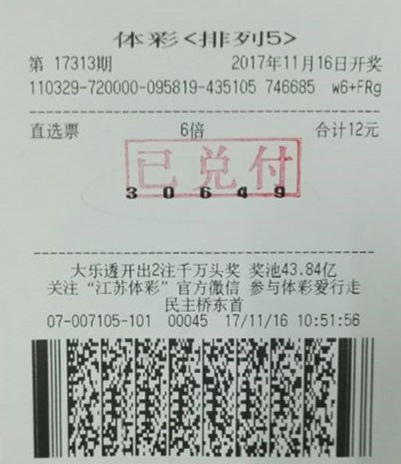 体彩<排列5>
第 17313期 2017年11月16日开奖
110329-720000-095819-435105 746685 w6+FRg
直选票 6倍 合计12元
已兑付
3 0 6 4 9
大乐透开出2注千万头奖 奖池43.84亿
关注“江苏体彩”官方微信 参与体彩爱行走
民主桥东首
07-007105-101 00045 17/11/16 10:51:56